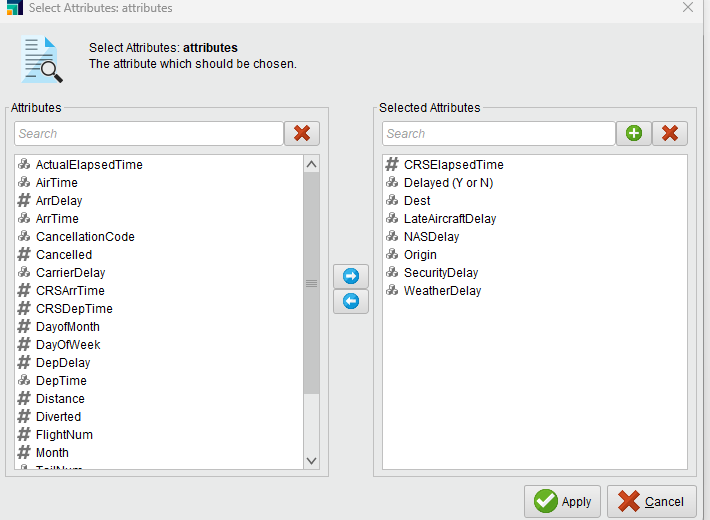 Select Attributes: attributes
Select Attributes: attributes
The attribute which should be chosen.
Attributes
Search
ActualElapsedTime
AirTime
ArrDelay
ArrTime
CancellationCode
Cancelled
CarrierDelay
CRSArrTime
CRSDepTime
DayofMonth
DayOfWeek
DepDelay
DepTime
Distance
Diverted
FlightNum
Month
TailNum
Selected Attributes
Search
CRSElapsedTime
Delayed (Y or N)
Dest
LateAircraftDelay
NASDelay
Origin
SecurityDelay
WeatherDelay
Apply
Cancel